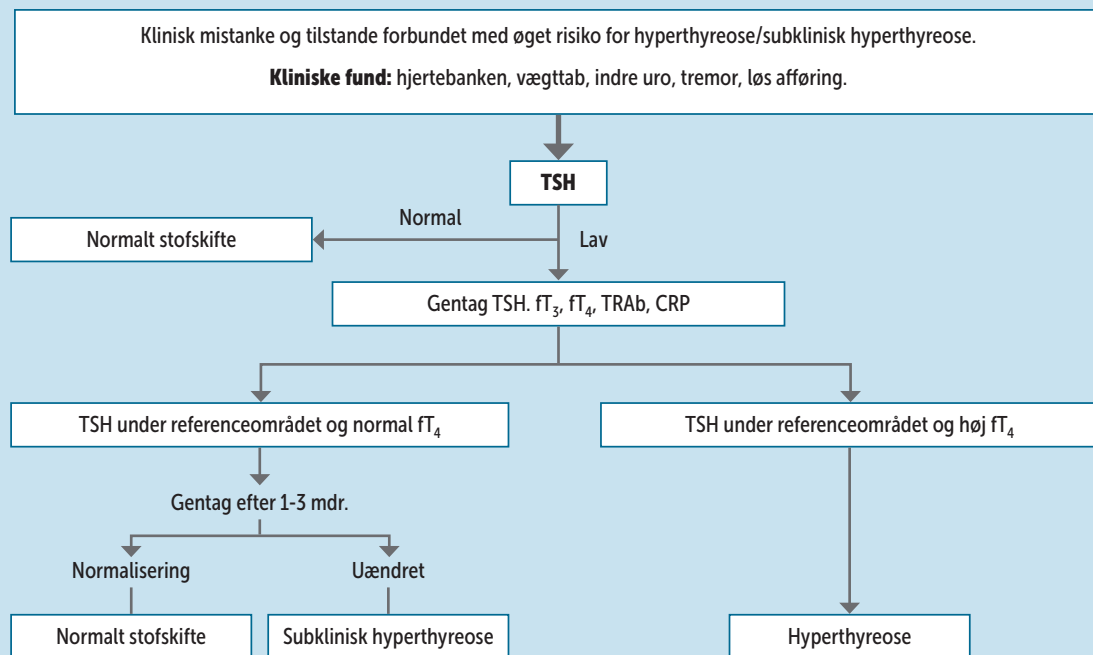 Klinisk mistanke og tilstande forbundet med øget risiko for hyperthyreose/subklinisk hyperthyreose.
Kliniske fund: hjertebanken, vægttab, indre uro, tremor, løs afføring.
TSH
Normal
Normalt stofskifte
Lav
Gentag TSH. fT₃, fT₄, TRAb, CRP
TSH under referenceområdet og normal fT₄
TSH under referenceområdet og høj fT₄
Gentag efter 1-3 mdr.
Normalisering
Uændret
Normalt stofskifte
Subklinisk hyperthyreose
Hyperthyreose